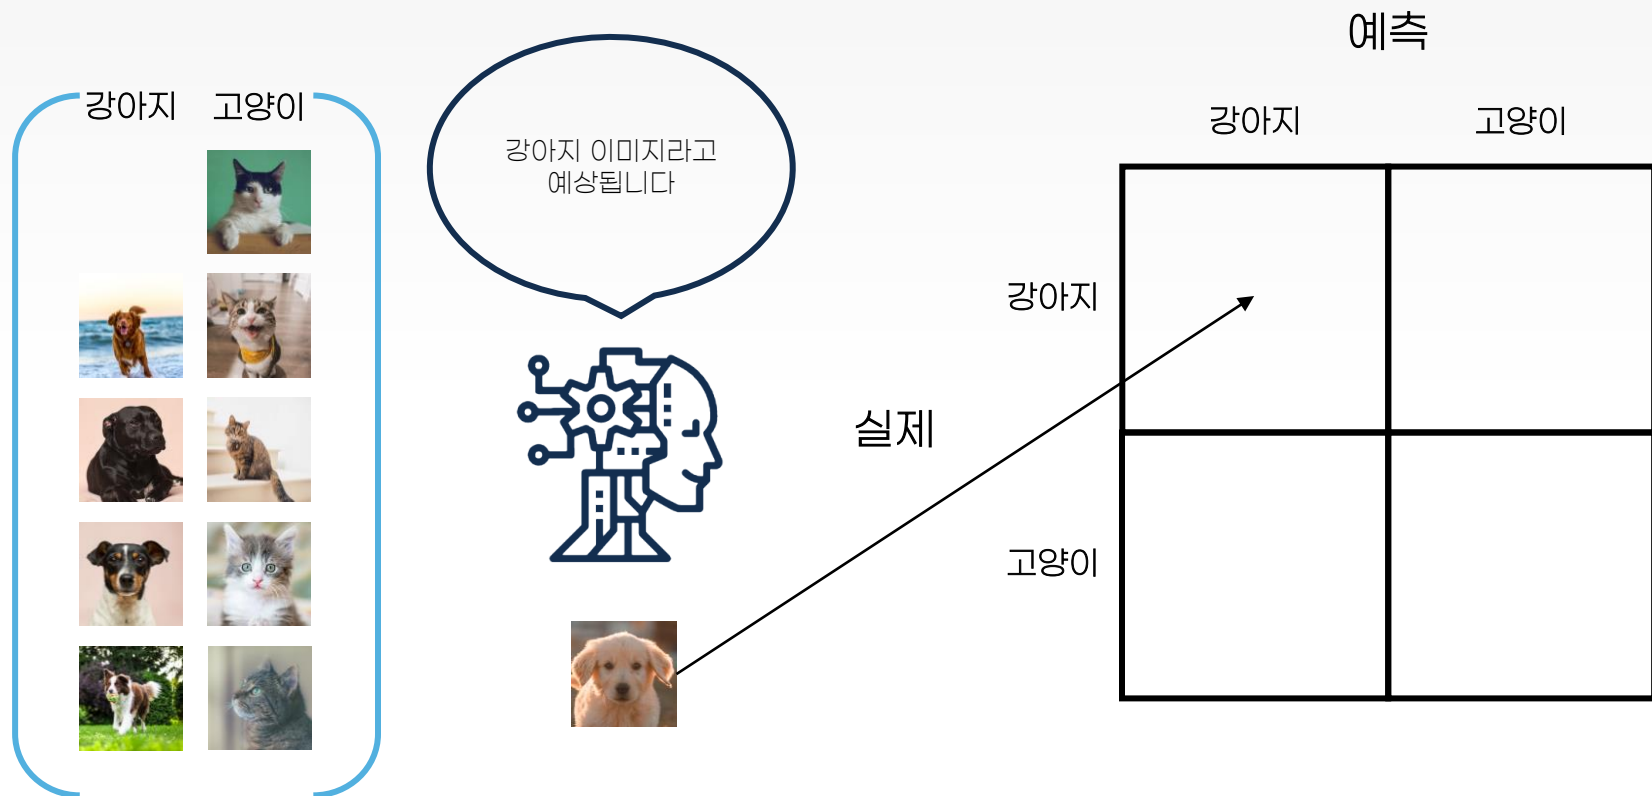 강아지
고양이
강아지 이미지라고
예상됩니다
예측
강아지
고양이
실제
강아지
고양이